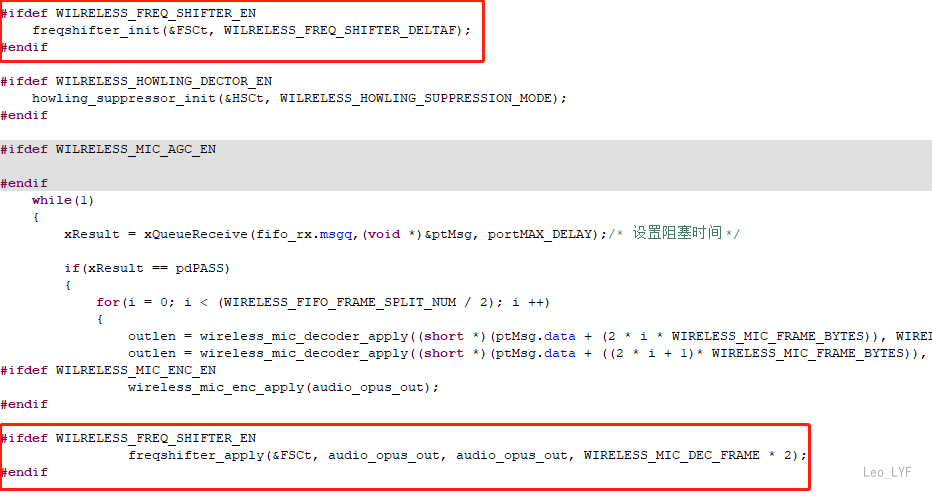 #ifdef WILRELESS_FREQ_SHIFTER_EN
    freqshifter_init(&FSCt, WILRELESS_FREQ_SHIFTER_DELTAF);
#endif
#ifdef WILRELESS_HOWLING_DECTOR_EN
    howling_suppressor_init(&HSCt, WILRELESS_HOWLING_SUPPRESSION_MODE);
#endif
#ifdef WILRELESS_MIC_AGC_EN
#endif
    while(1)
    {
        xResult = xQueueReceive(fifo_rx.msgq,(void *)&ptMsg, portMAX_DELAY);/* 设置阻塞时间 */
        if(xResult == pdPASS)
        {
            for(i = 0; i < (WIRELESS_FIFO_FRAME_SPLIT_NUM / 2); i ++)
            {
                outlen = wireless_mic_decoder_apply((short *)(ptMsg.data + (2 * i * WIRELESS_MIC_FRAME_BYTES)), WIREL
                outlen = wireless_mic_decoder_apply((short *)(ptMsg.data + ((2 * i + 1)* WIRELESS_MIC_FRAME_BYTES)),
#ifdef WILRELESS_MIC_ENC_EN
                wireless_mic_enc_apply(audio_opus_out);
#endif
#ifdef WILRELESS_FREQ_SHIFTER_EN
                freqshifter_apply(&FSCt, audio_opus_out, audio_opus_out, WIRELESS_MIC_DEC_FRAME * 2);
#endif
Leo_LYF